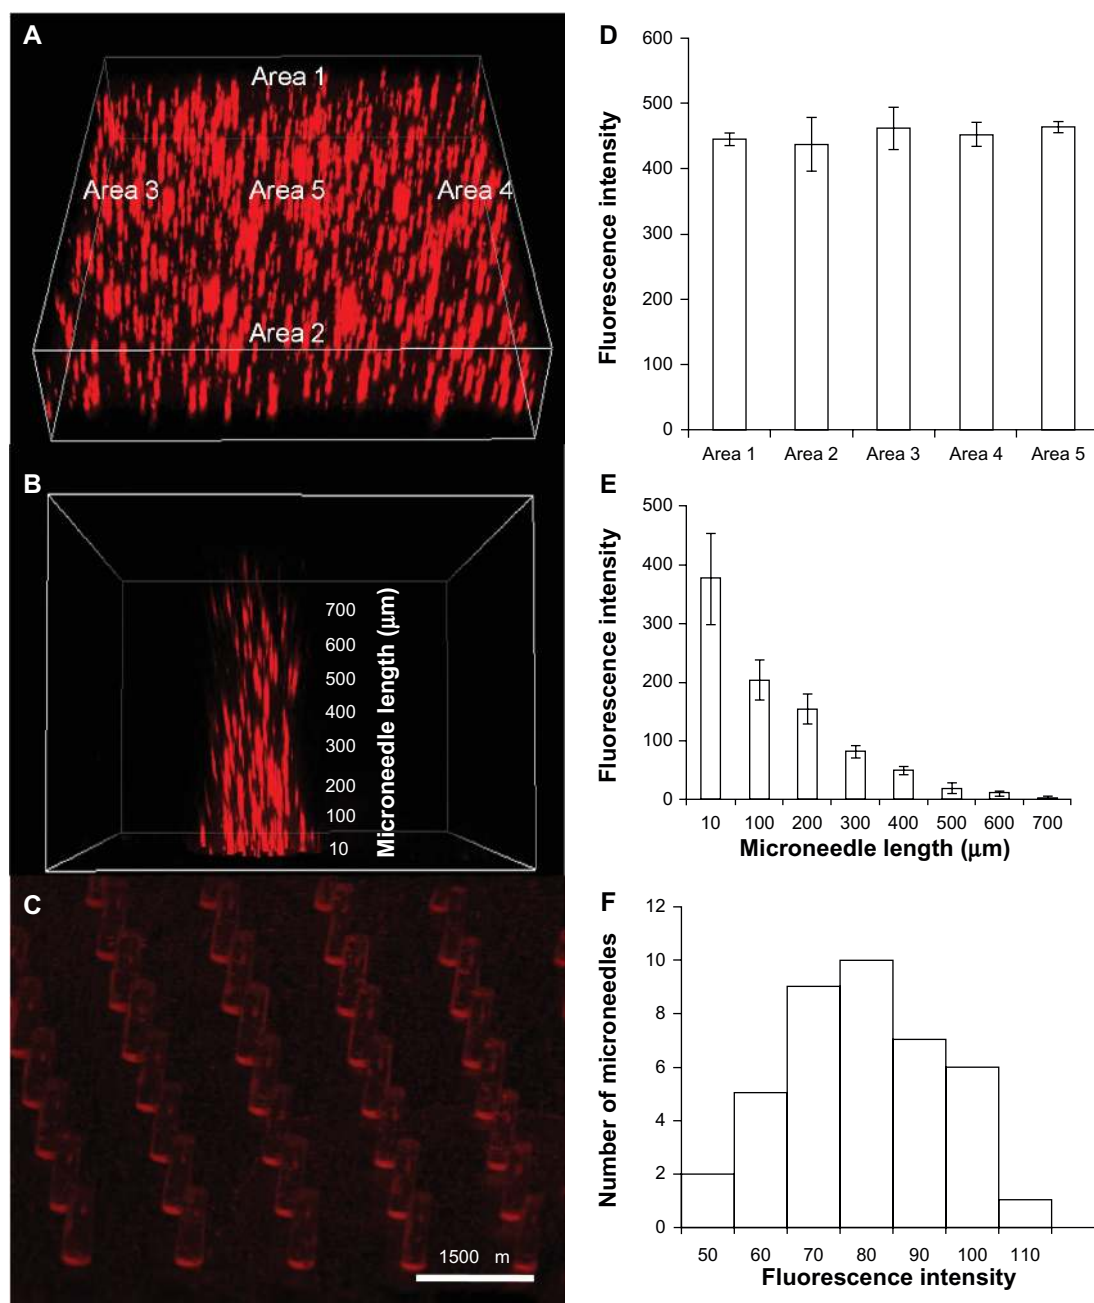 A
Area 1
Area 3
Area 5
Area 4
Area 2
B
700
600
500
400
300
200
100
10
Microneedle length (μm)
C
1500 m
D
600
500
400
300
200
100
0
Fluorescence intensity
Area 1 Area 2 Area 3 Area 4 Area 5
E
500
400
300
200
100
0
Fluorescence intensity
10 100 200 300 400 500 600 700
Microneedle length (μm)
F
12
10
8
6
4
2
0
Number of microneedles
50 60 70 80 90 100 110
Fluorescence intensity